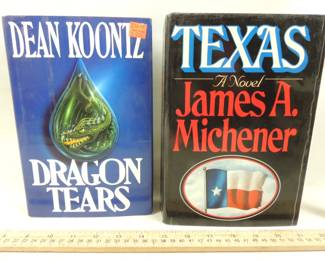 DEAN KOONTZ
DRAGON
TEARS
TEXAS
A Novel
James A.
Michener